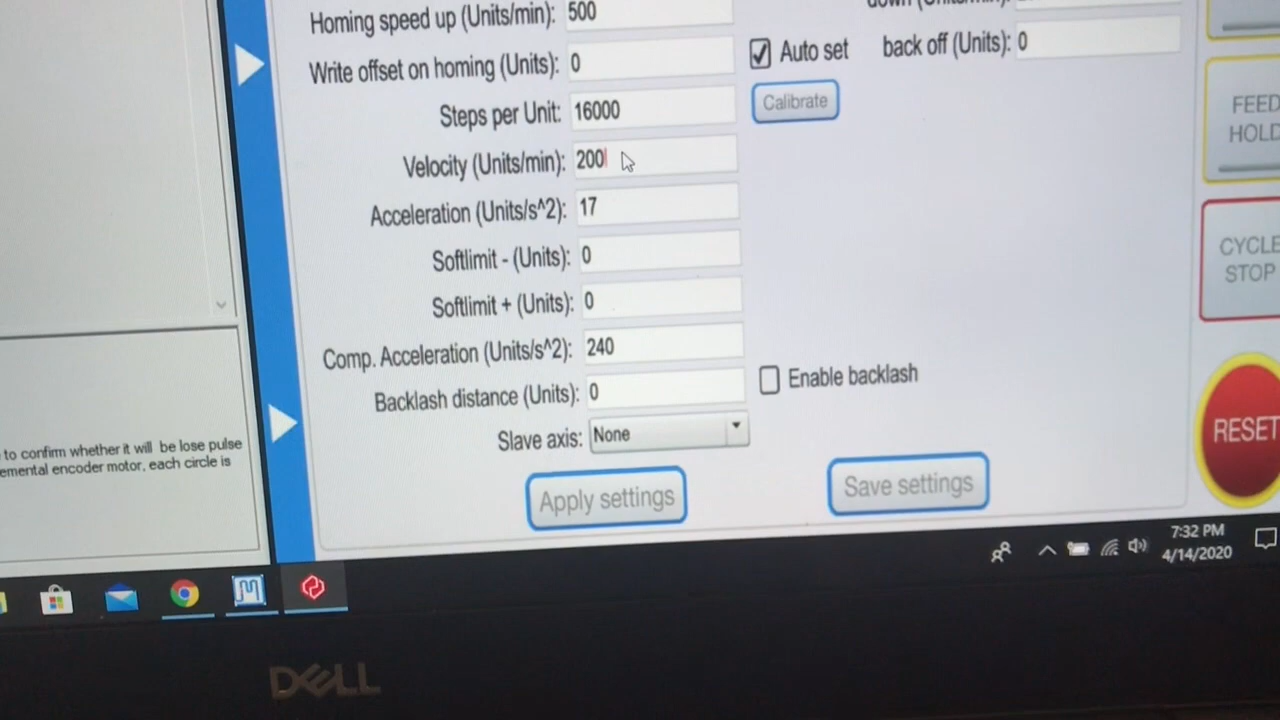 Homing speed up (Units/min): 500
Write offset on homing (Units): 0
Auto set
back off (Units): 0
Steps per Unit: 16000
Calibrate
Velocity (Units/min): 200
Acceleration (Units/s^2): 17
Softlimit - (Units): 0
Softlimit + (Units): 0
Comp. Acceleration (Units/s^2): 240
Backlash distance (Units): 0
Enable backlash
Slave axis: None
Apply settings
Save settings
FEED
HOLD
CYCLE
STOP
RESET
to confirm whether it will be lose pulse
emental encoder motor, each circle is
7:32 PM
4/14/2020
DELL